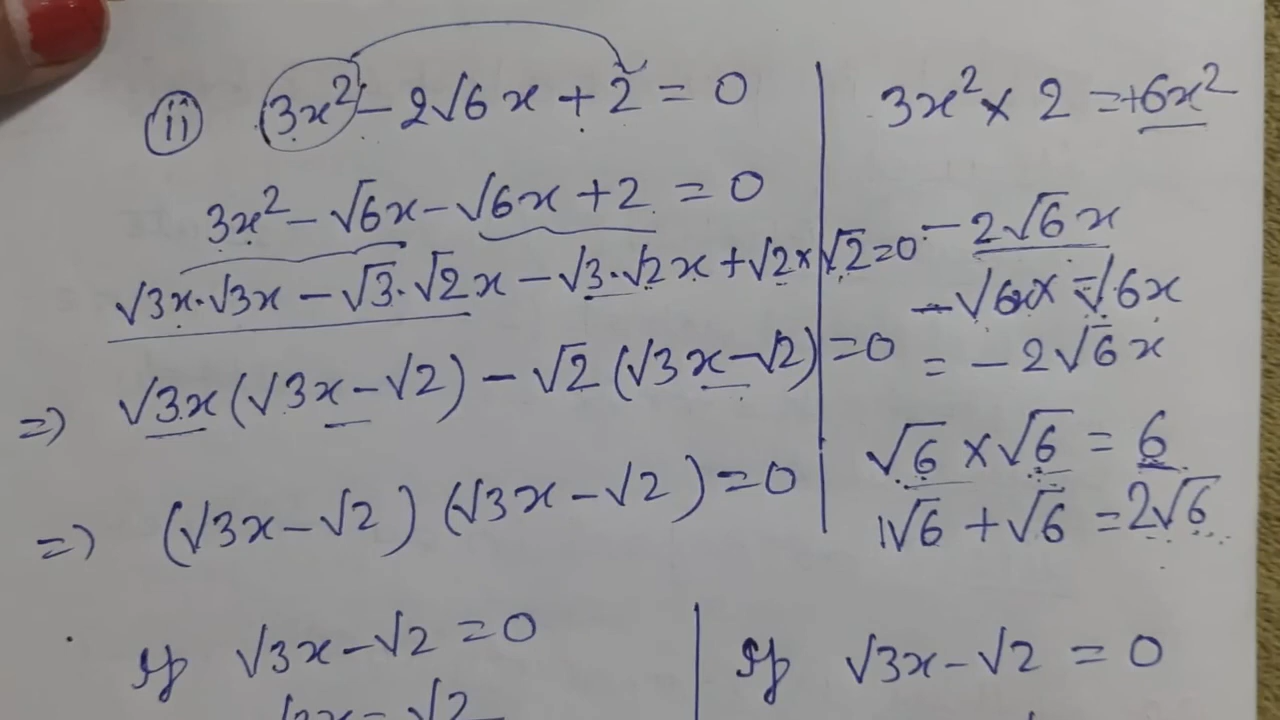 (ii) 3x² - 2√6 x + 2 = 0
3x² - √6x - √6x + 2 = 0
√3x·√3x - √3·√2x - √3·√2x + √2×√2=0
=> √3x(√3x-√2) - √2(√3x-√2)=0
=> (√3x-√2)(√3x-√2)=0
If √3x-√2=0
3x² × 2 =+6x²
-2√6x
-√6x × -√6x
= -2√6x
√6 × √6 = 6
1√6 + √6 = 2√6
If √3x-√2 = 0